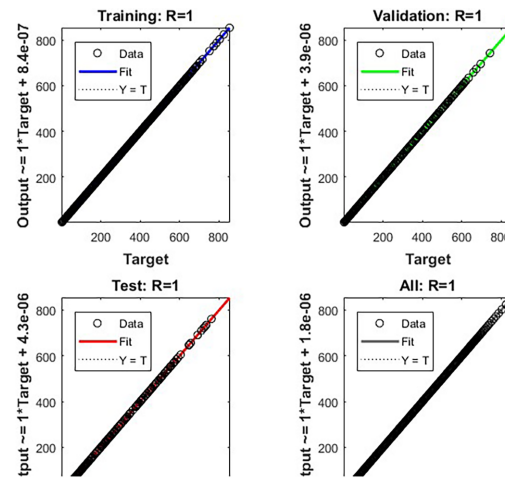 Training: R=1
Output ~= 1*Target + 8.4e-07
800
600
400
200
Data
Fit
Y = T
200 400 600 800
Target
Validation: R=1
Output ~= 1*Target + 3.9e-06
800
600
400
200
Data
Fit
Y = T
200 400 600 800
Target
Test: R=1
tput ~= 1*Target + 4.3e-06
800
600
400
200
Data
Fit
Y = T
All: R=1
tput ~= 1*Target + 1.8e-06
800
600
400
200
Data
Fit
Y = T